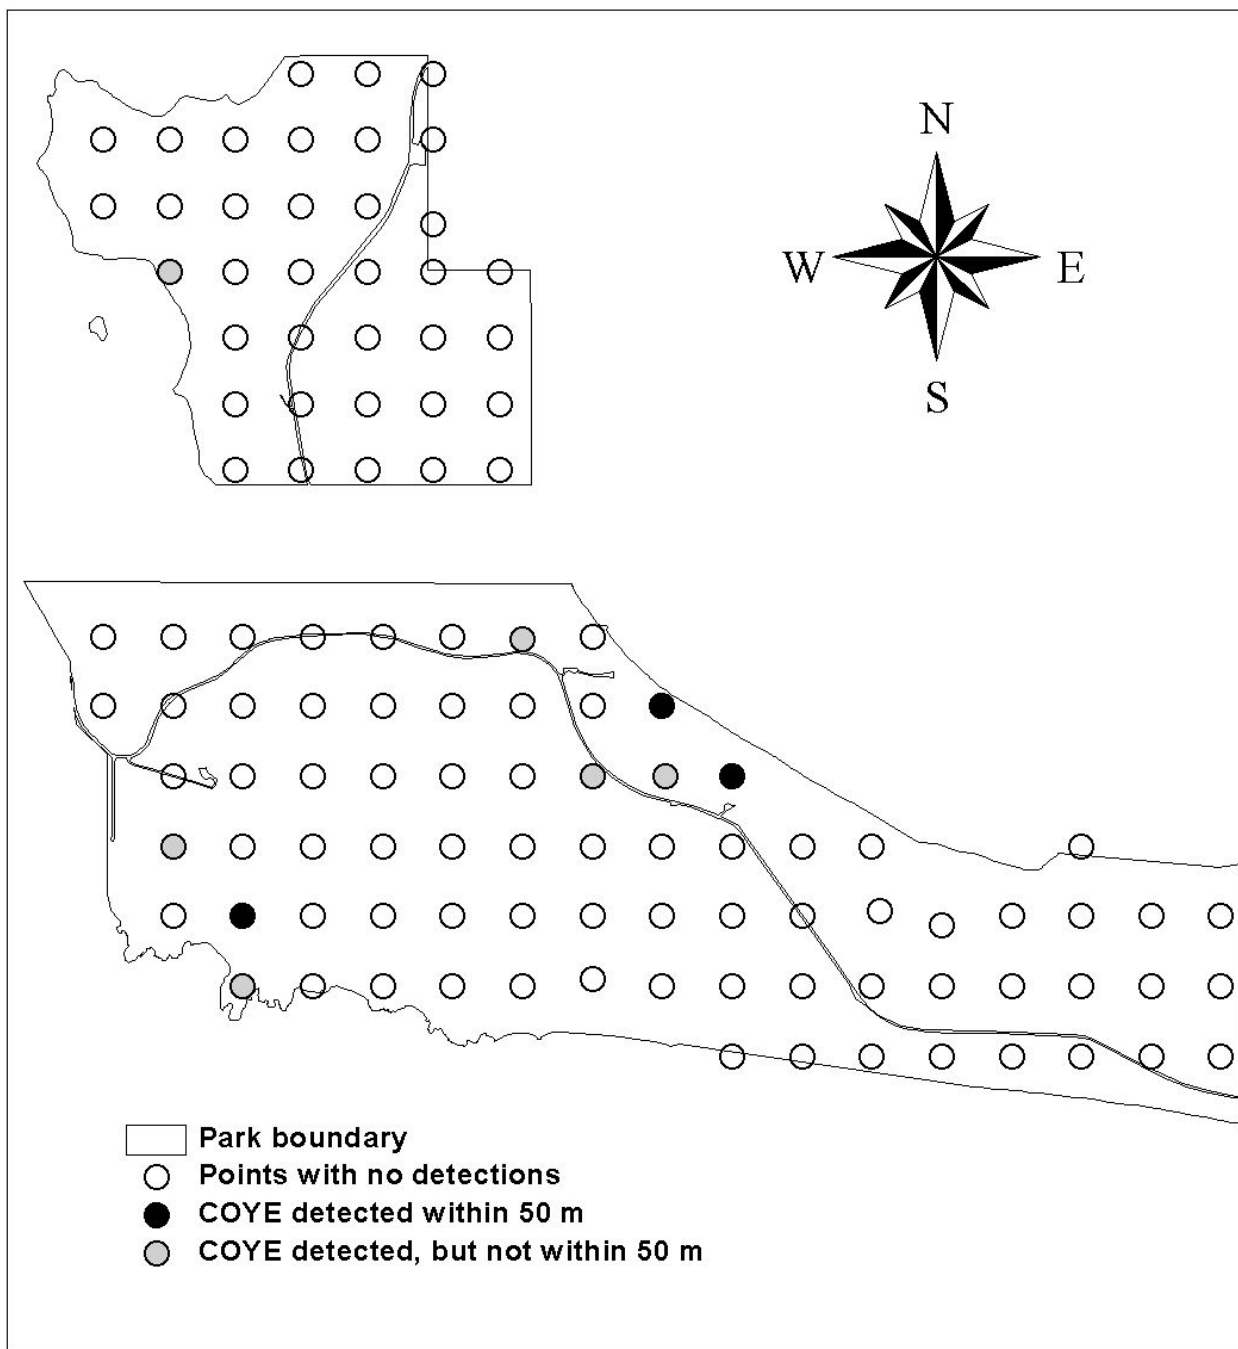 N
W E
S
Park boundary
Points with no detections
COYE detected within 50 m
COYE detected, but not within 50 m